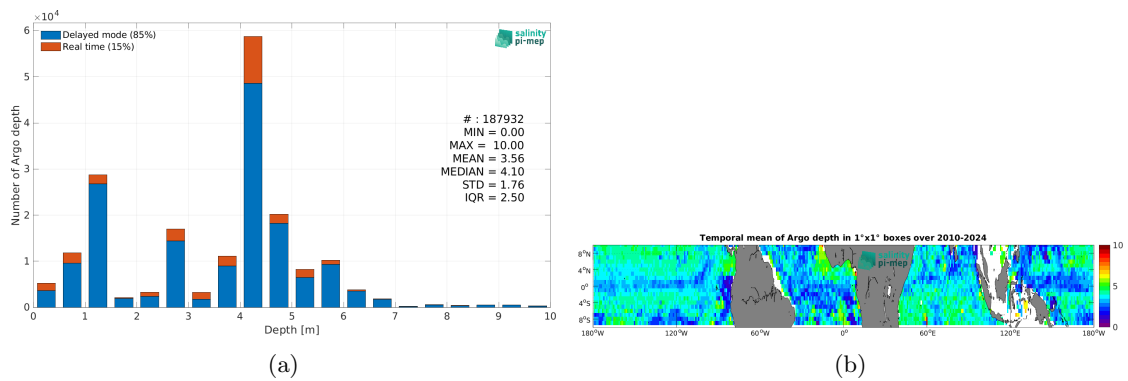 ×10⁴
6
5
4
3
2
1
0
Number of Argo depth
Delayed mode (85%)
Real time (15%)
salinity
pi-mep
# : 187932
MIN = 0.00
MAX = 10.00
MEAN = 3.56
MEDIAN = 4.10
STD = 1.76
IQR = 2.50
0 1 2 3 4 5 6 7 8 9 10
Depth [m]
(a)
Temporal mean of Argo depth in 1°x1° boxes over 2010-2024
8°N
4°N
0°
4°S
8°S
salinity
pi-mep
10
5
0
180°W 120°W 60°W 0° 60°E 120°E 180°W
(b)